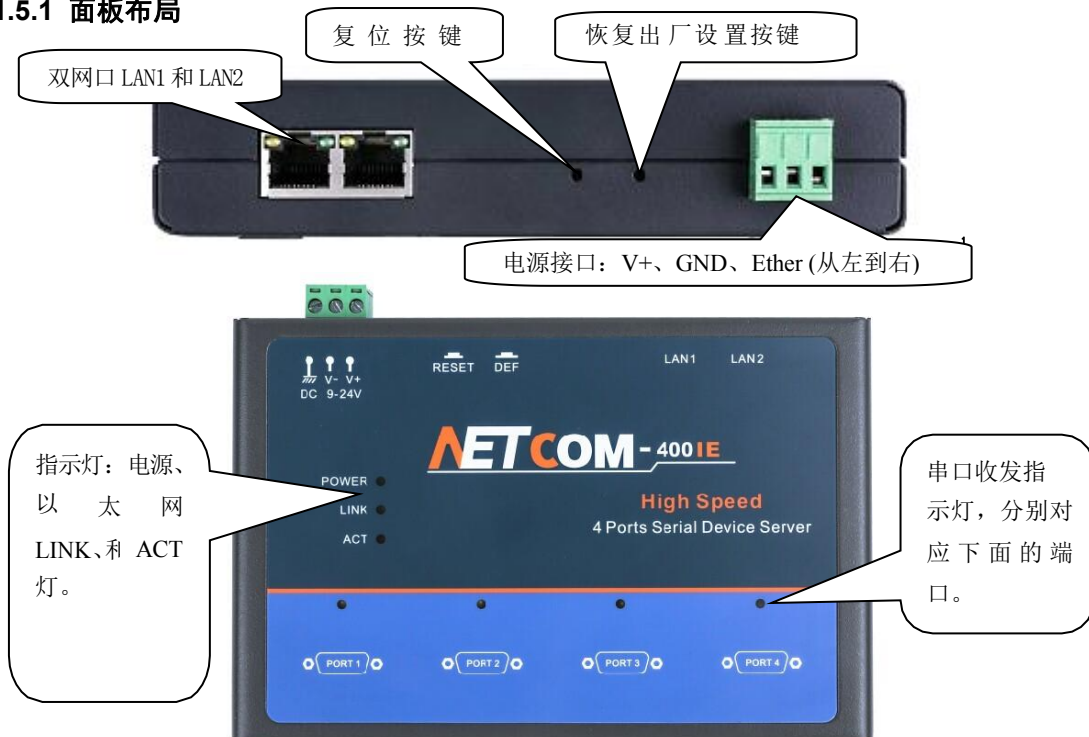 1.5.1 面板布局
复位按键
恢复出厂设置按键
双网口 LAN1 和 LAN2
电源接口：V+、GND、Ether (从左到右)
RESET DEF
LAN1 LAN2
V- V+
DC 9-24V
NETCOM-400IE
指示灯：电源、
以太网
LINK、和 ACT
灯。
POWER
LINK
ACT
High Speed
4 Ports Serial Device Server
串口收发指
示灯，分别对
应下面的端
口。
PORT 1
PORT 2
PORT 3
PORT 4